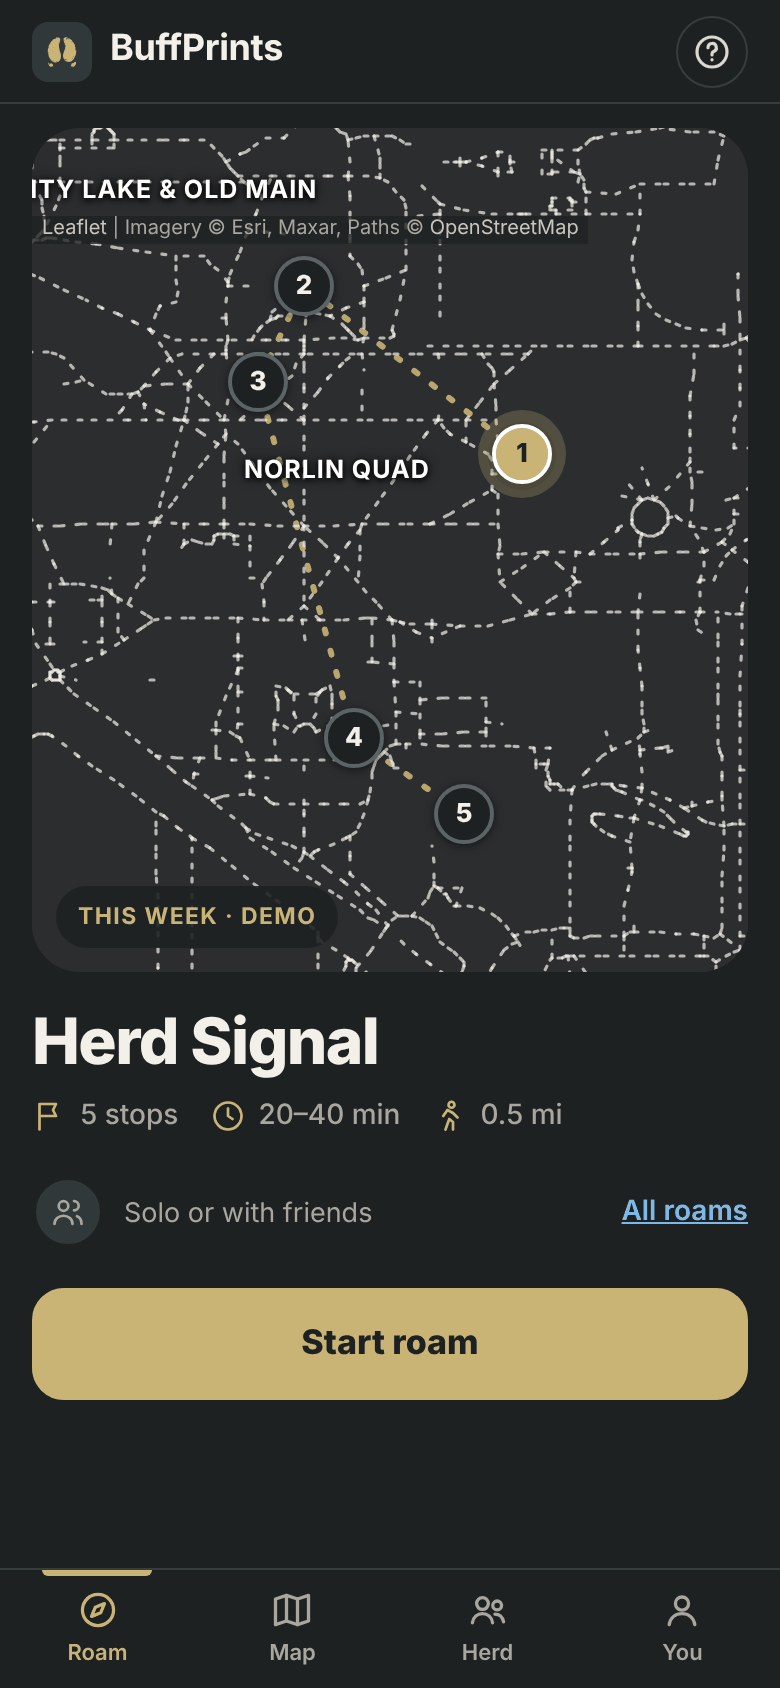 BuffPrints
ITY LAKE & OLD MAIN
Leaflet | Imagery © Esri, Maxar, Paths © OpenStreetMap
2
3
1
NORLIN QUAD
4
5
THIS WEEK · DEMO
Herd Signal
5 stops 20–40 min 0.5 mi
Solo or with friends All roams
Start roam
Roam Map Herd You